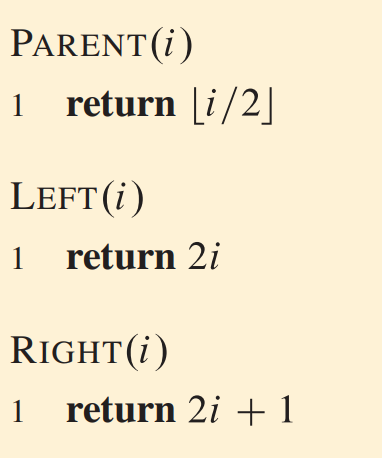 PARENT(i)
1 return ⌊i/2⌋
LEFT(i)
1 return 2i
RIGHT(i)
1 return 2i + 1